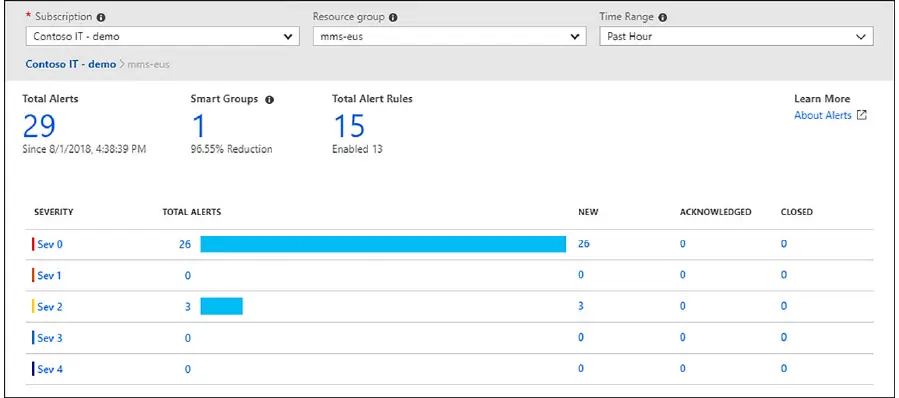 * Subscription Resource group Time Range
Contoso IT - demo mms-eus Past Hour
Contoso IT - demo > mms-eus
Total Alerts Smart Groups Total Alert Rules Learn More
29 1 15 About Alerts
Since 8/1/2018, 4:38:39 PM 96.55% Reduction Enabled 13
SEVERITY TOTAL ALERTS NEW ACKNOWLEDGED CLOSED
Sev 0 26 26 0 0
Sev 1 0 0 0 0
Sev 2 3 3 0 0
Sev 3 0 0 0 0
Sev 4 0 0 0 0